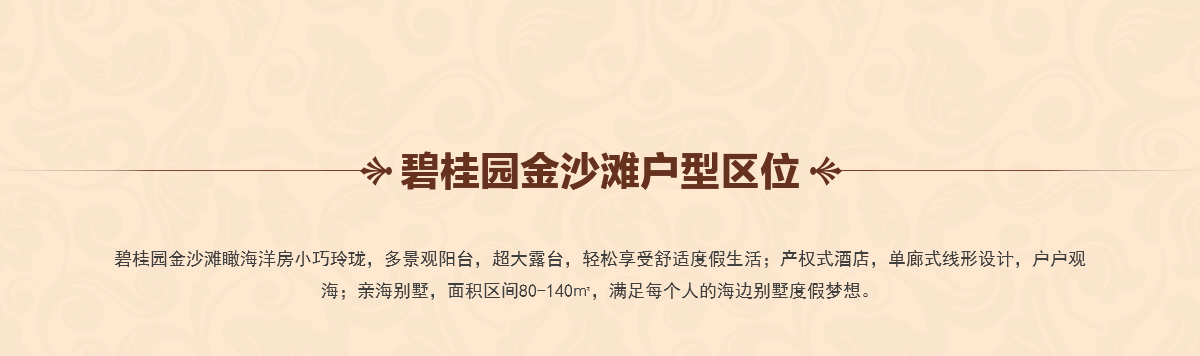 碧桂园金沙滩户型区位
碧桂园金沙滩瞰海洋房小巧玲珑，多景观阳台，超大露台，轻松享受舒适度假生活；产权式酒店，单廊式线形设计，户户观
海；亲海别墅，面积区间80-140㎡，满足每个人的海边别墅度假梦想。